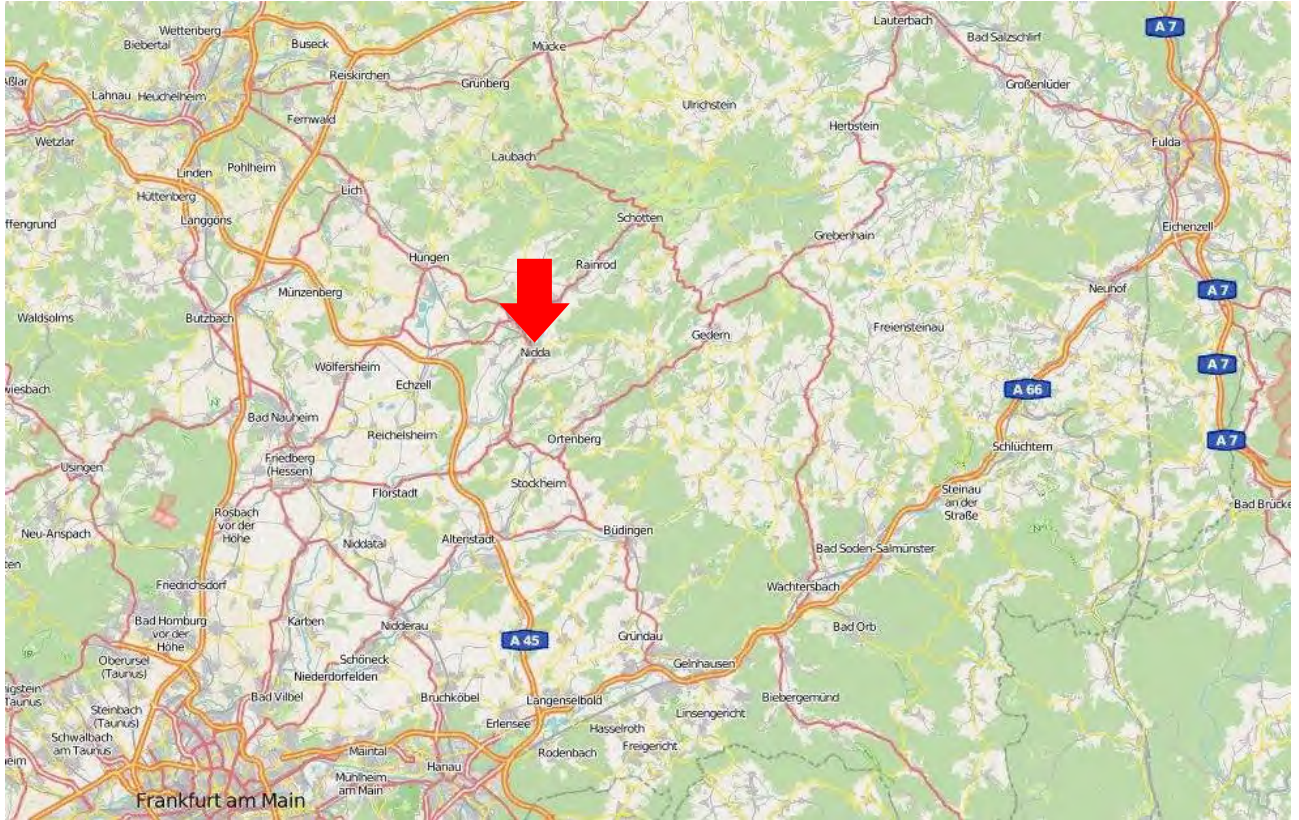 Wettenberg
Biebertal
Buseck
Mücke
Lauterbach
Bad Salzschlirf
A 7
Reiskirchen
Grünberg
Großenlüder
Lahnau
Heuchelheim
Ulrichstein
Fernwald
Herbstein
Wetzlar
Fulda
Laubach
Pohlheim
Linden
Lich
Hüttenberg
Langgöns
Schotten
Eichenzell
Grebenhain
Hungen
Rainrod
Münzenberg
Neuhof
A 7
Waldsolms
Butzbach
Freiensteinau
Gedern
Nidda
Wölfersheim
A 7
Echzell
A 66
Bad Nauheim
Reichelsheim
Ortenberg
A 7
Schlüchtern
Usingen
Friedberg
(Hessen)
Stockheim
Florstadt
Steinau
an der
Straße
Rosbach
vor der
Höhe
Neu-Anspach
Niddatal
Altenstadt
Büdingen
Bad Soden-Salmünster
Friedrichsdorf
Wächtersbach
Bad Homburg
vor der
Höhe
Karben
Nidderau
A 45
Gründau
Bad Orb
Oberursel
(Taunus)
Schöneck
Niederdorfelden
Gelnhausen
Bad Vilbel
Bruchköbel
Langenselbold
Biebergemünd
Steinbach
(Taunus)
Linsengericht
Erlensee
Schwalbach
am Taunus
Hasselroth
Freigericht
Maintal
Rodenbach
Hanau
Mühlheim
am Main
Frankfurt am Main